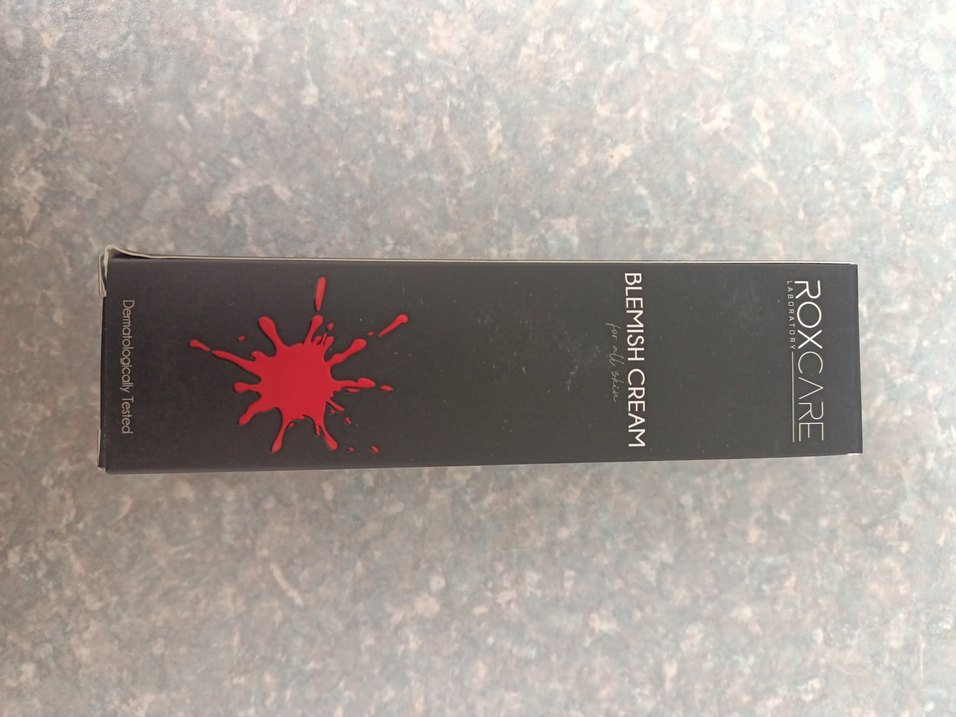 ROXCARE
LABORATORY
BLEMISH CREAM
for all skin
Dermatologically Tested